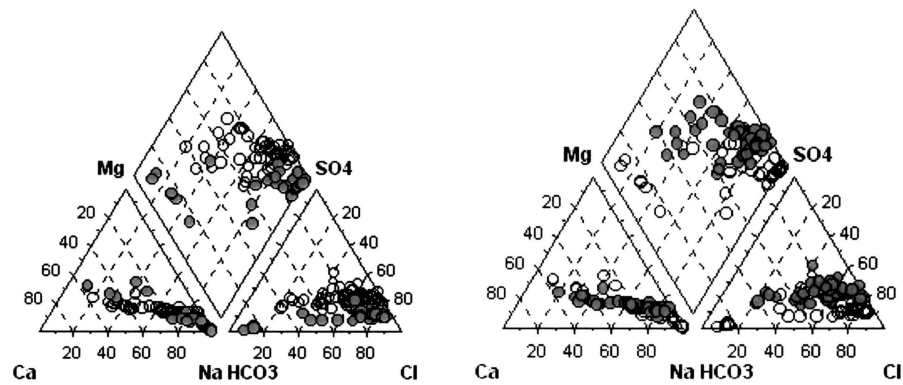 Mg SO4 Mg SO4
20 20 20 20
40 40 40 40
60 60 60 60
80 80 80 80
20 40 60 80 20 40 60 80 20 40 60 80 20 40 60 80
Ca Na HCO3 Cl Ca Na HCO3 Cl